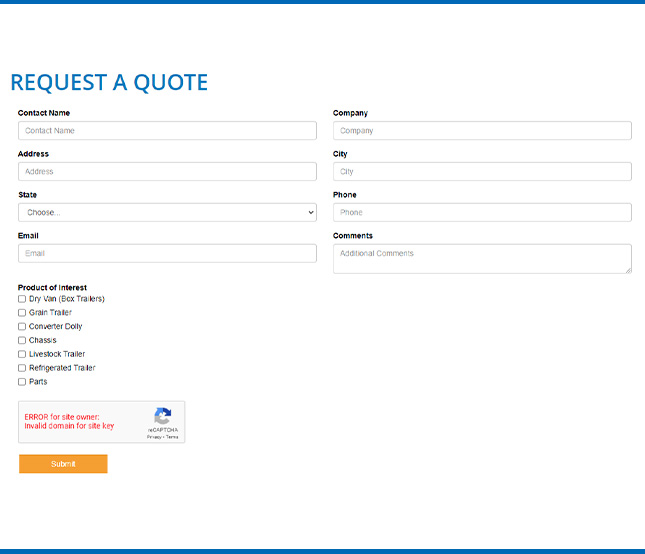 REQUEST A QUOTE
Contact Name
Company
Contact Name
Company
Address
City
Address
City
State
Phone
Choose...
Phone
Email
Comments
Email
Additional Comments
Product of Interest
Dry Van (Box Trailers)
Grain Trailer
Converter Dolly
Chassis
Livestock Trailer
Refrigerated Trailer
Parts
ERROR for site owner:
Invalid domain for site key
reCAPTCHA
Privacy - Terms
Submit